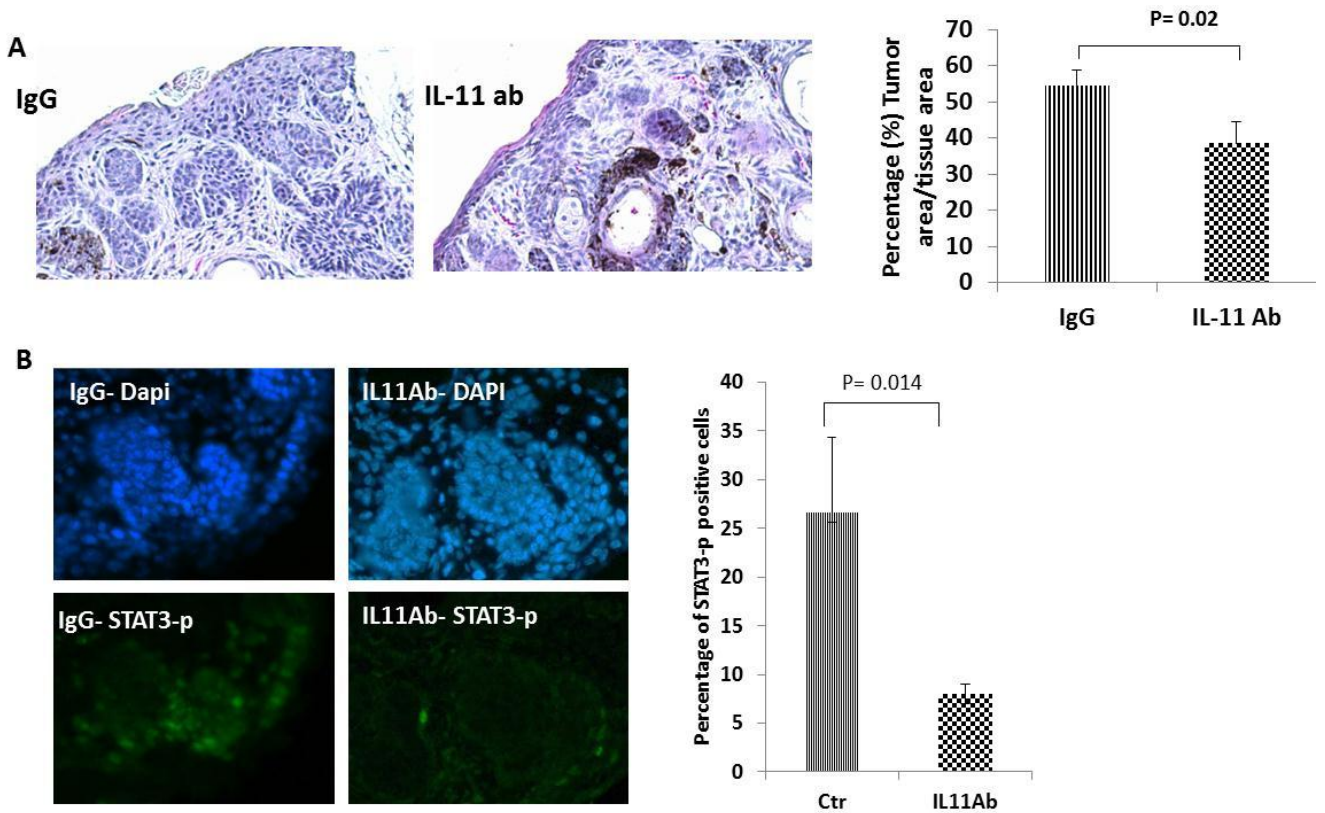 A
IgG
IL-11 ab
P= 0.02
Percentage (%) Tumor
area/tissue area
70
60
50
40
30
20
10
0
IgG
IL-11 Ab
B
IgG- Dapi
IL11Ab- DAPI
IgG- STAT3-p
IL11Ab- STAT3-p
P= 0.014
Percentage of STAT3-p positive cells
40
35
30
25
20
15
10
5
0
Ctr
IL11Ab